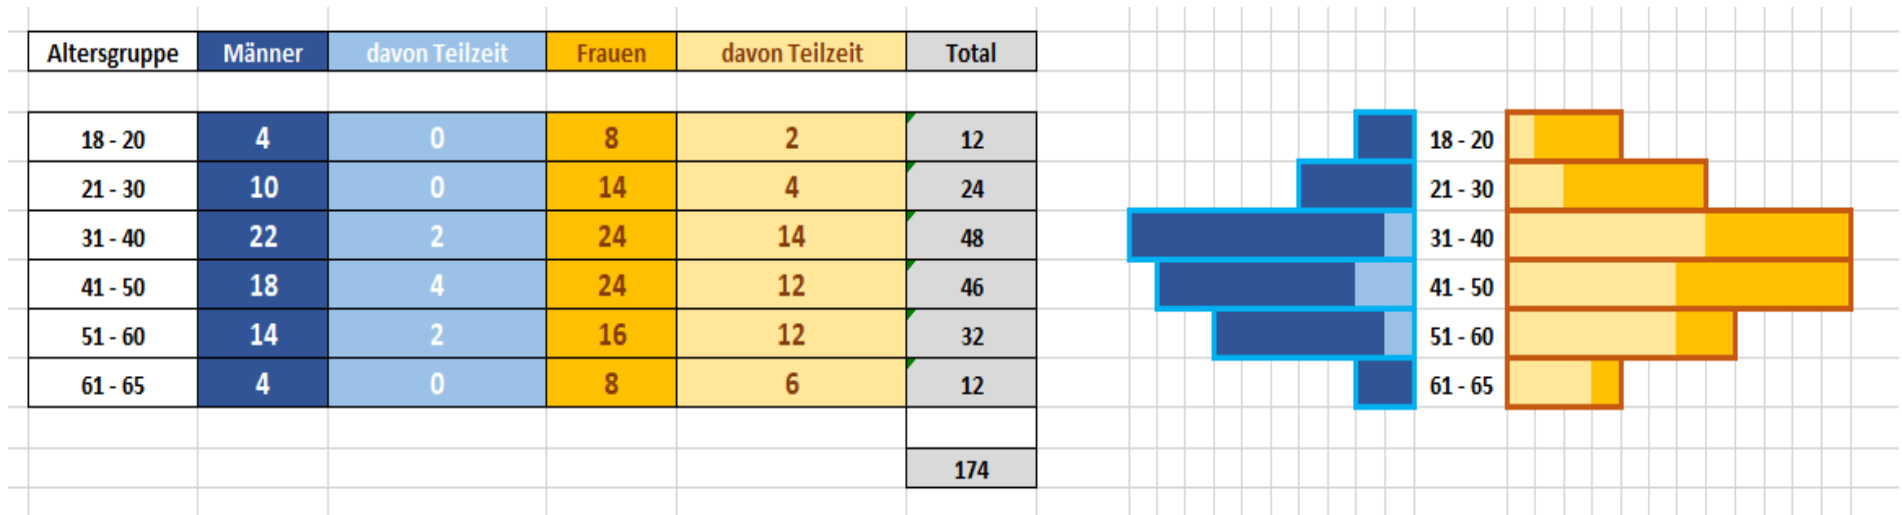 Altersgruppe Männer davon Teilzeit Frauen davon Teilzeit Total
18 - 20 4 0 8 2 12 18 - 20
21 - 30 10 0 14 4 24 21 - 30
31 - 40 22 2 24 14 48 31 - 40
41 - 50 18 4 24 12 46 41 - 50
51 - 60 14 2 16 12 32 51 - 60
61 - 65 4 0 8 6 12 61 - 65
174